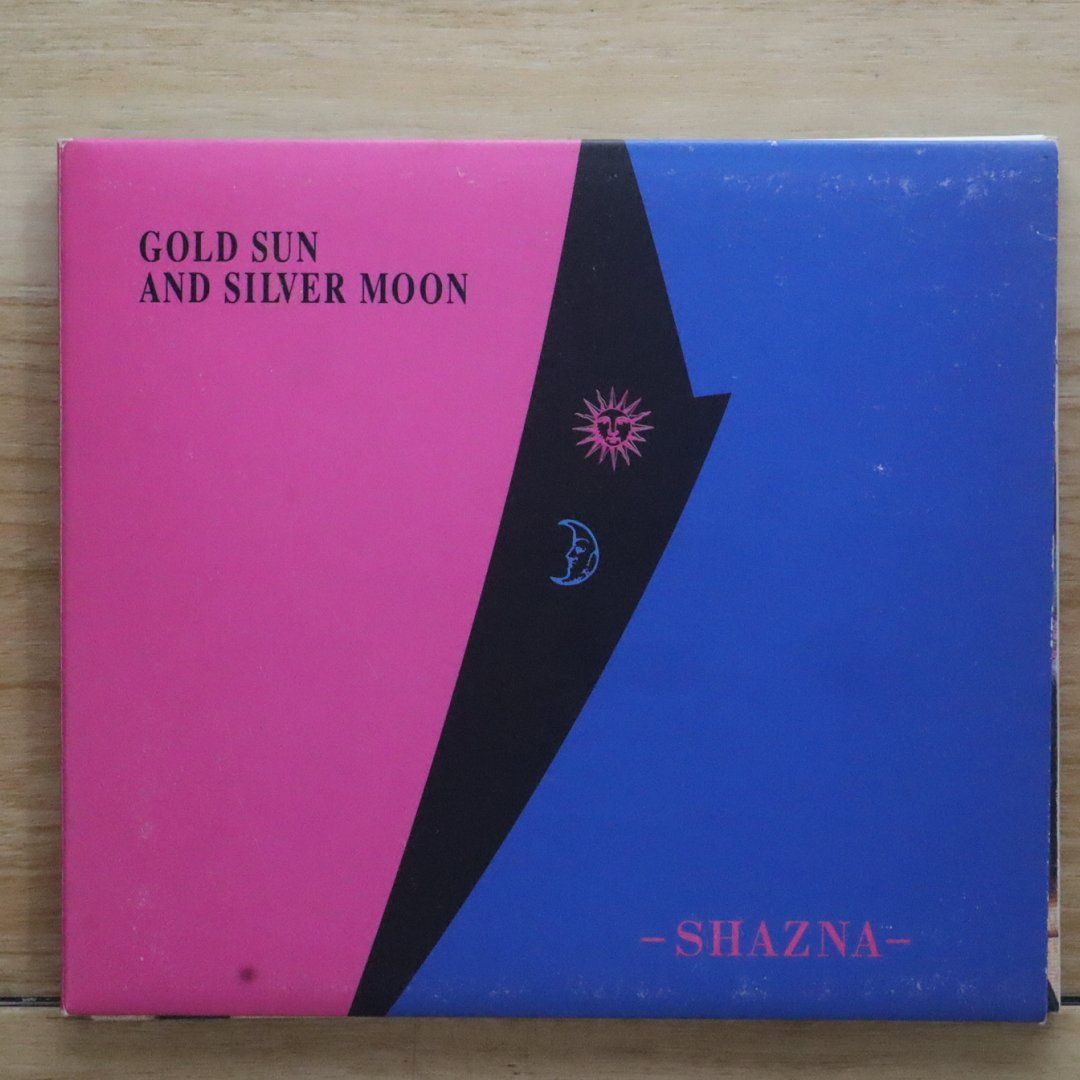 GOLD SUN
AND SILVER MOON
–SHAZNA–